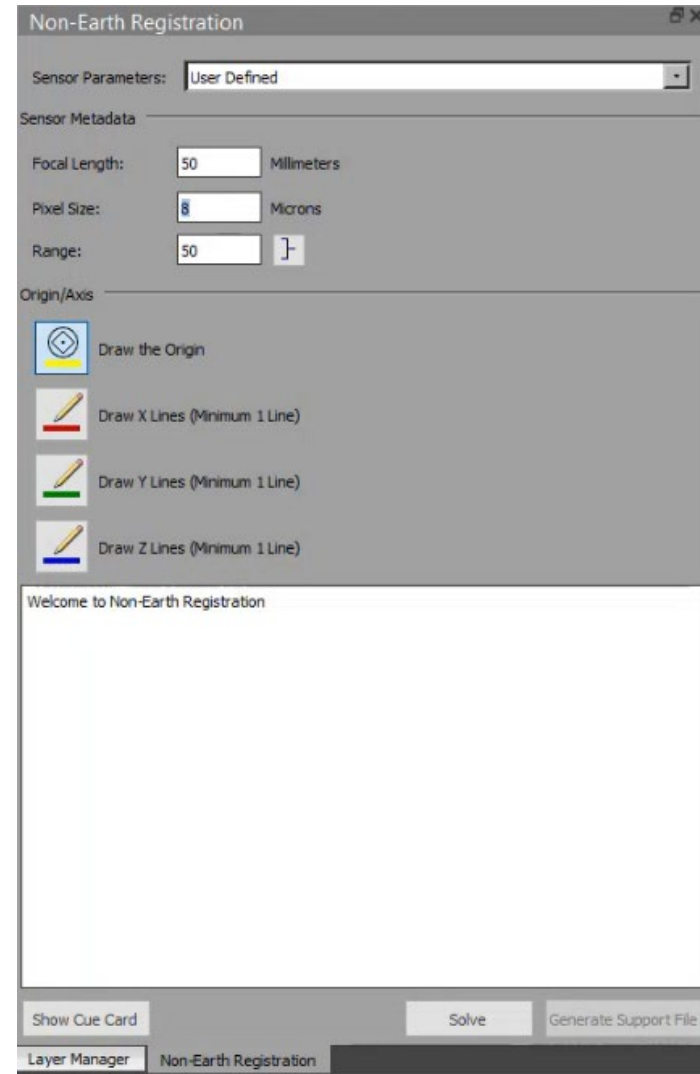 Non-Earth Registration
Sensor Parameters: User Defined
Sensor Metadata
Focal Length: 50 Millimeters
Pixel Size: 8 Microns
Range: 50
Origin/Axis
Draw the Origin
Draw X Lines (Minimum 1 Line)
Draw Y Lines (Minimum 1 Line)
Draw Z Lines (Minimum 1 Line)
Welcome to Non-Earth Registration
Show Cue Card Solve Generate Support File
Layer Manager Non-Earth Registration